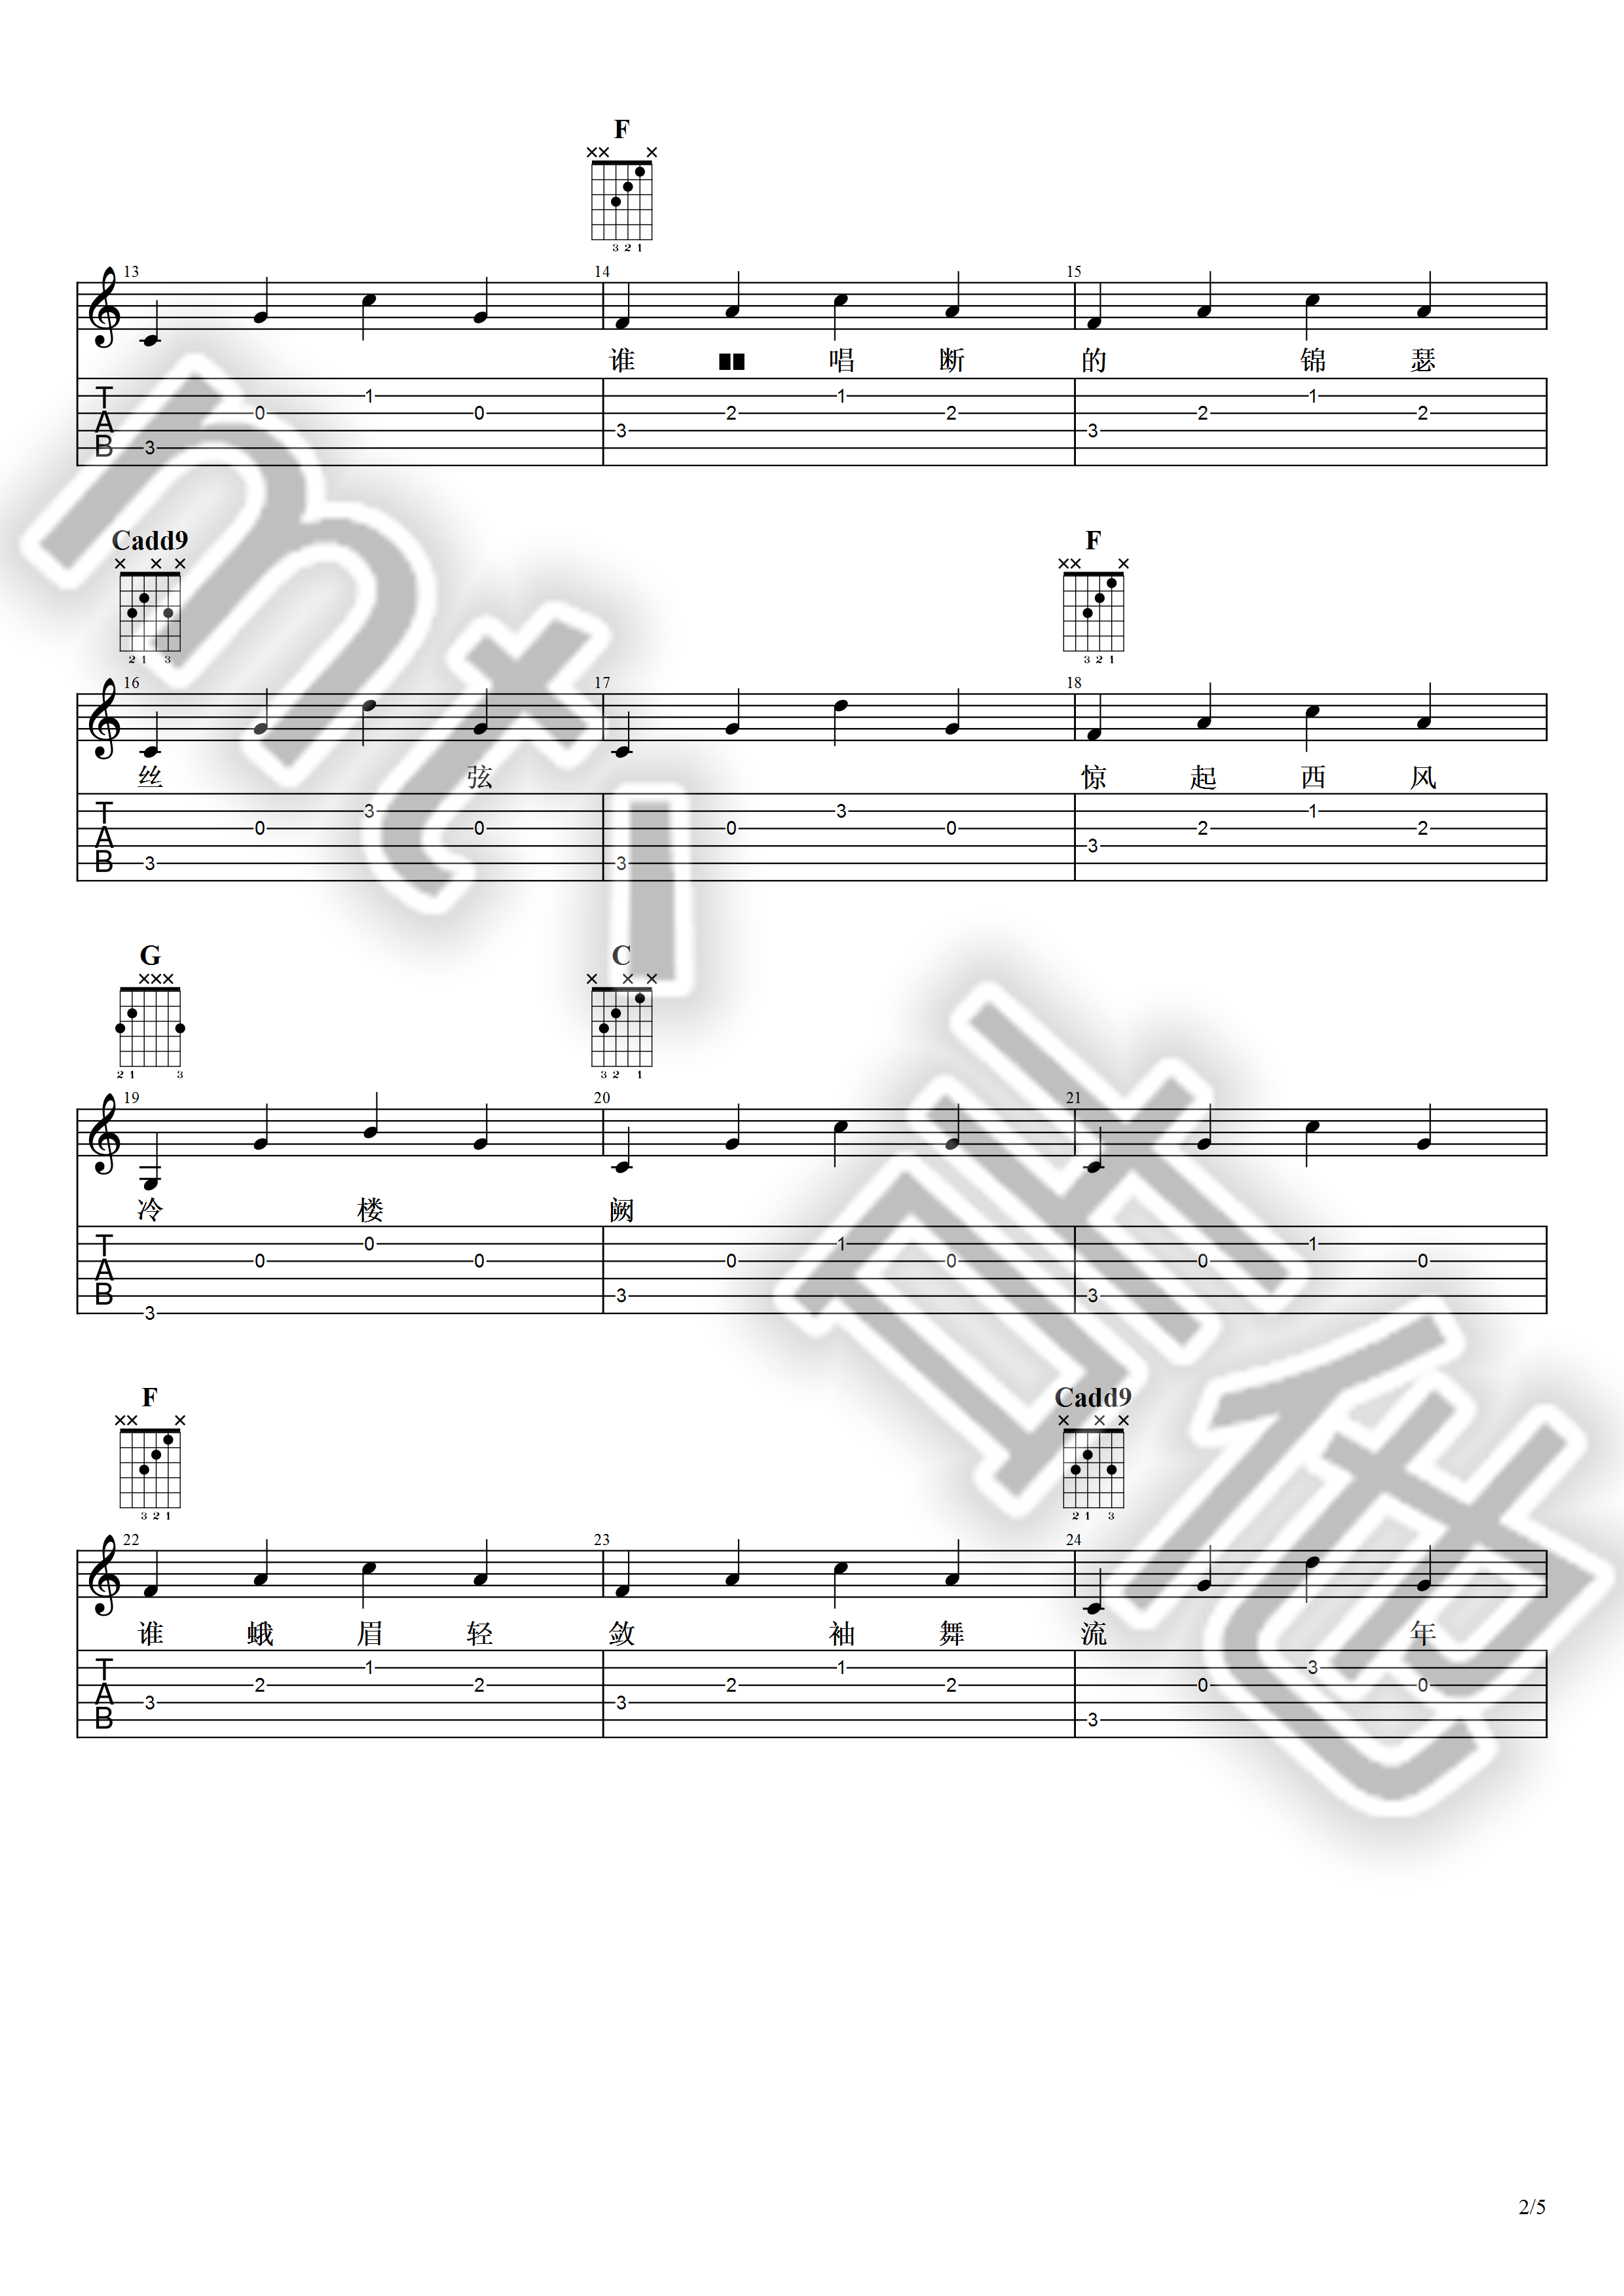 F
13 14 15
谁 ■■ 唱 断 的 锦 瑟
T 1 1 1
A 0 0 2 2 2 2
3 3
B 3
Cadd9 F
2 1 3 3 2 1
16 17 18
丝 弦 惊 起 西 风
T 3 3 1
A 0 0 0 0 2 2
3
B 3 3
G C
2 1 3 3 2 1
19 20 21
冷 楼 阙
T 0 1 1
A 0 0 0 0 0 0
B 3 3
3
F Cadd9
3 2 1 2 1 3
22 23 24
谁 蛾 眉 轻 敛 袖 舞 流 年
T 1 1 3
A 2 2 2 2 0 0
3 3
B 3
2/5